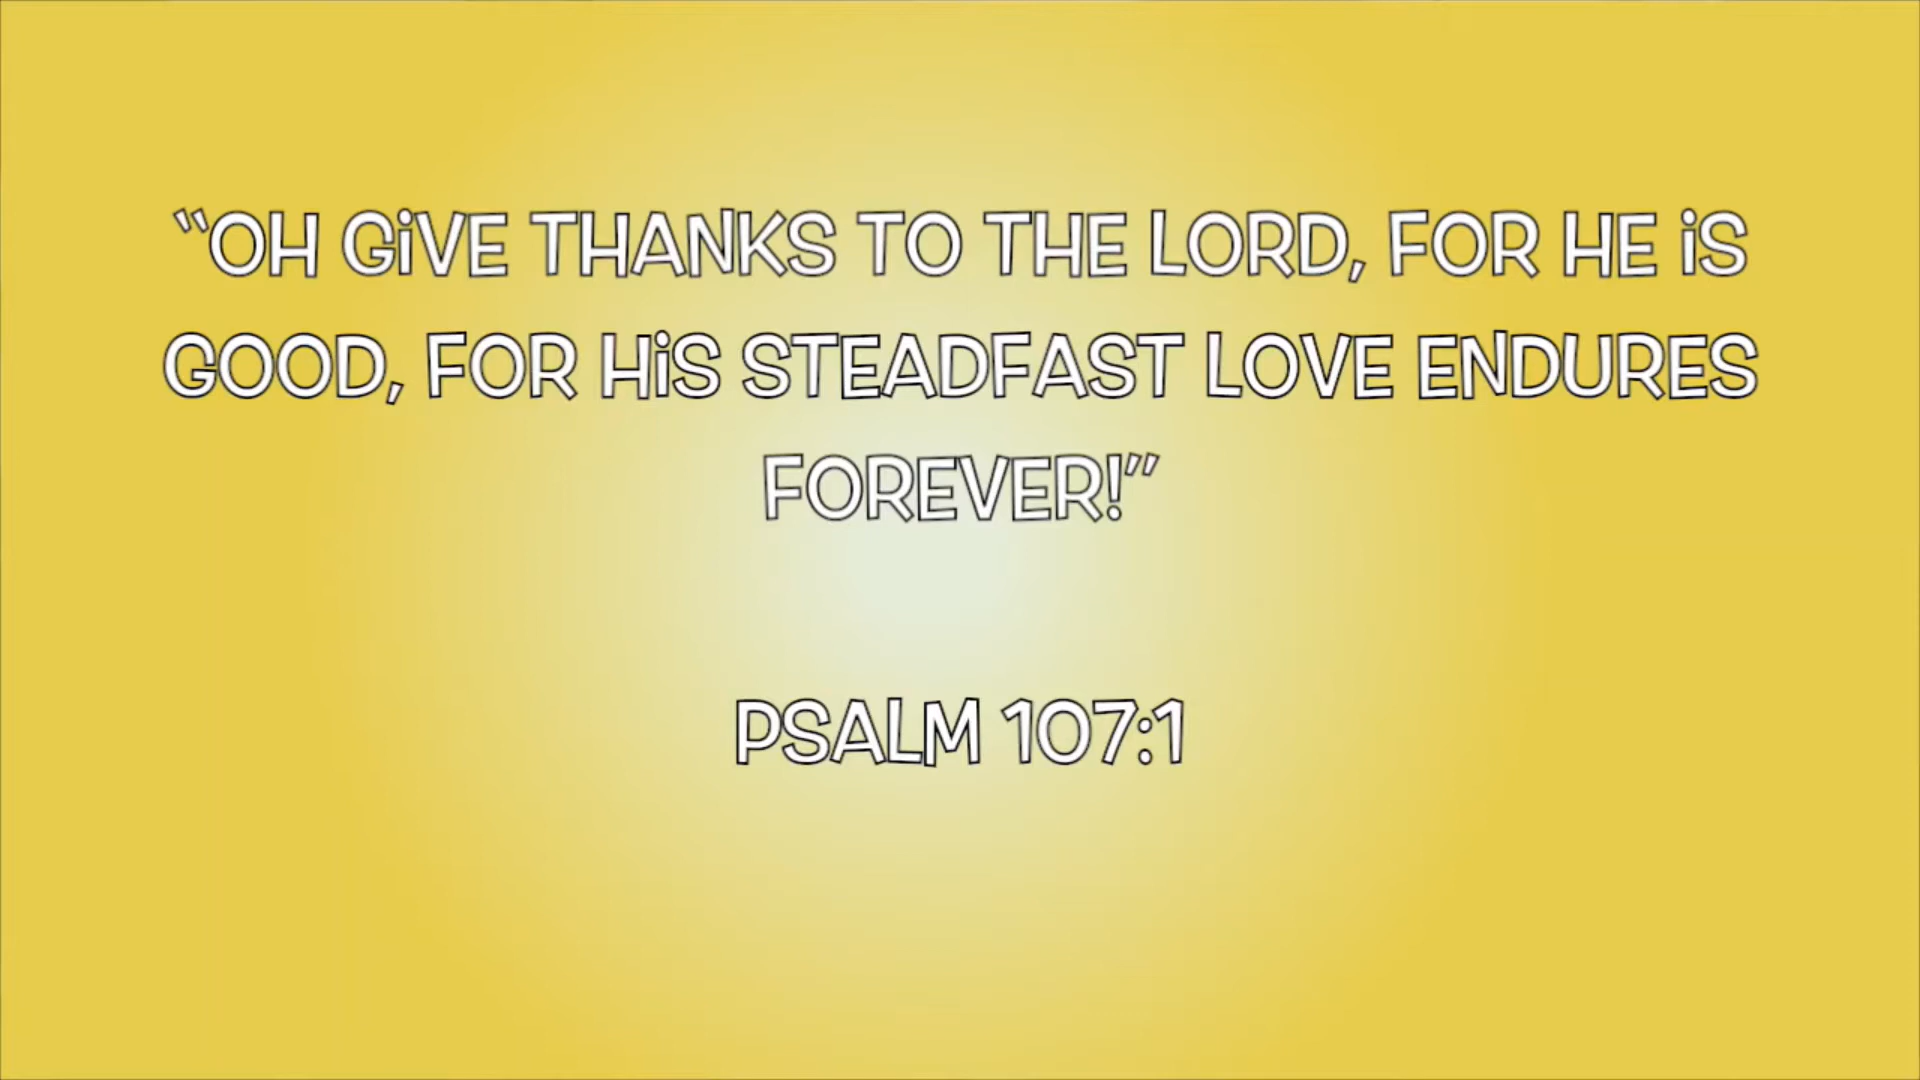 “OH GiVE THANKS TO THE LORD, FOR HE iS
GOOD, FOR HiS STEADFAST LOVE ENDURES
FOREVER!”
PSALM 107:1